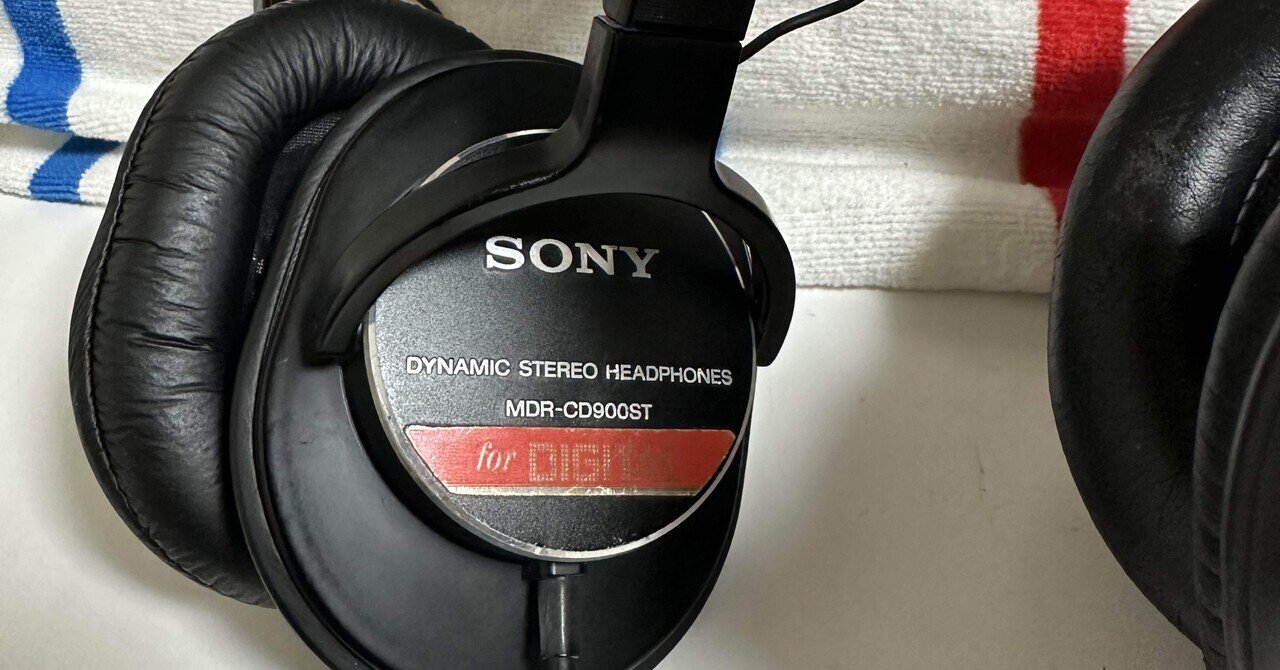 SONY
DYNAMIC STEREO HEADPHONES
MDR-CD900ST
for DIGITAL